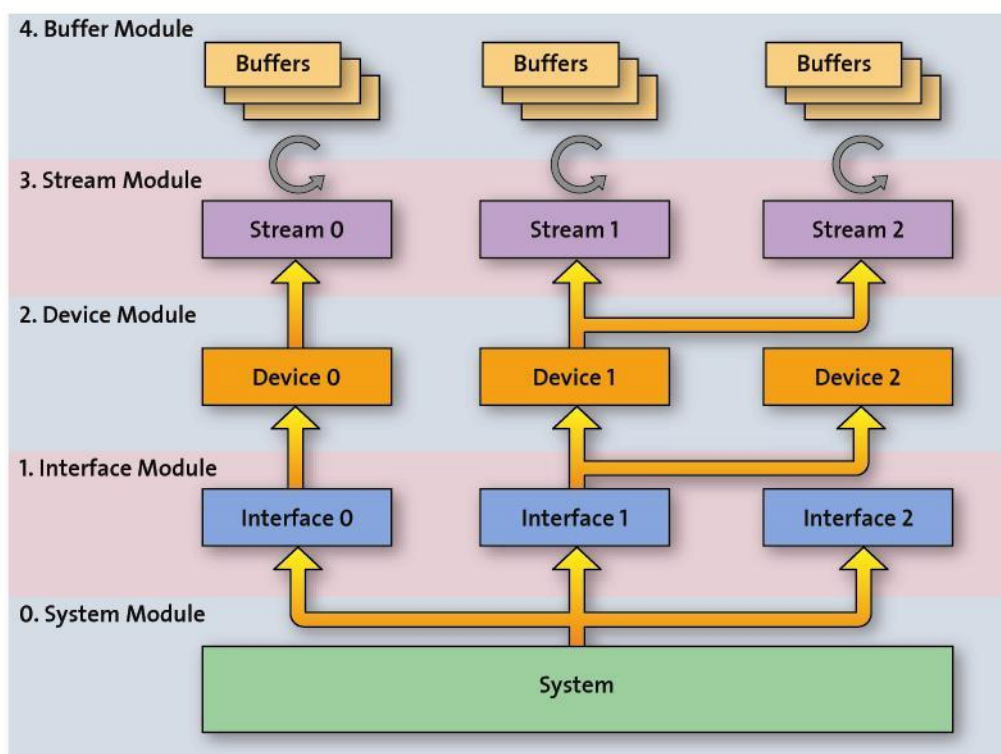 4. Buffer Module
Buffers
Buffers
Buffers
3. Stream Module
Stream 0
Stream 1
Stream 2
2. Device Module
Device 0
Device 1
Device 2
1. Interface Module
Interface 0
Interface 1
Interface 2
0. System Module
System